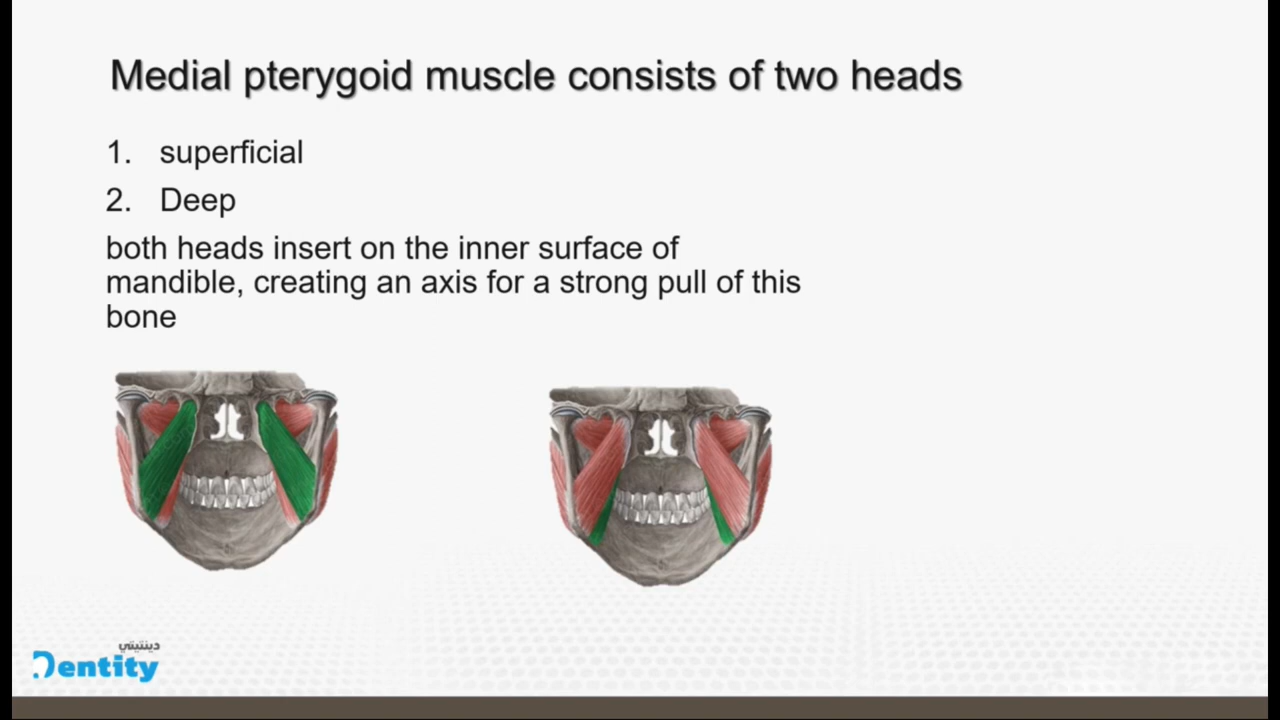 Medial pterygoid muscle consists of two heads
1. superficial
2. Deep
both heads insert on the inner surface of
mandible, creating an axis for a strong pull of this
bone
دينتيتي
Dentity